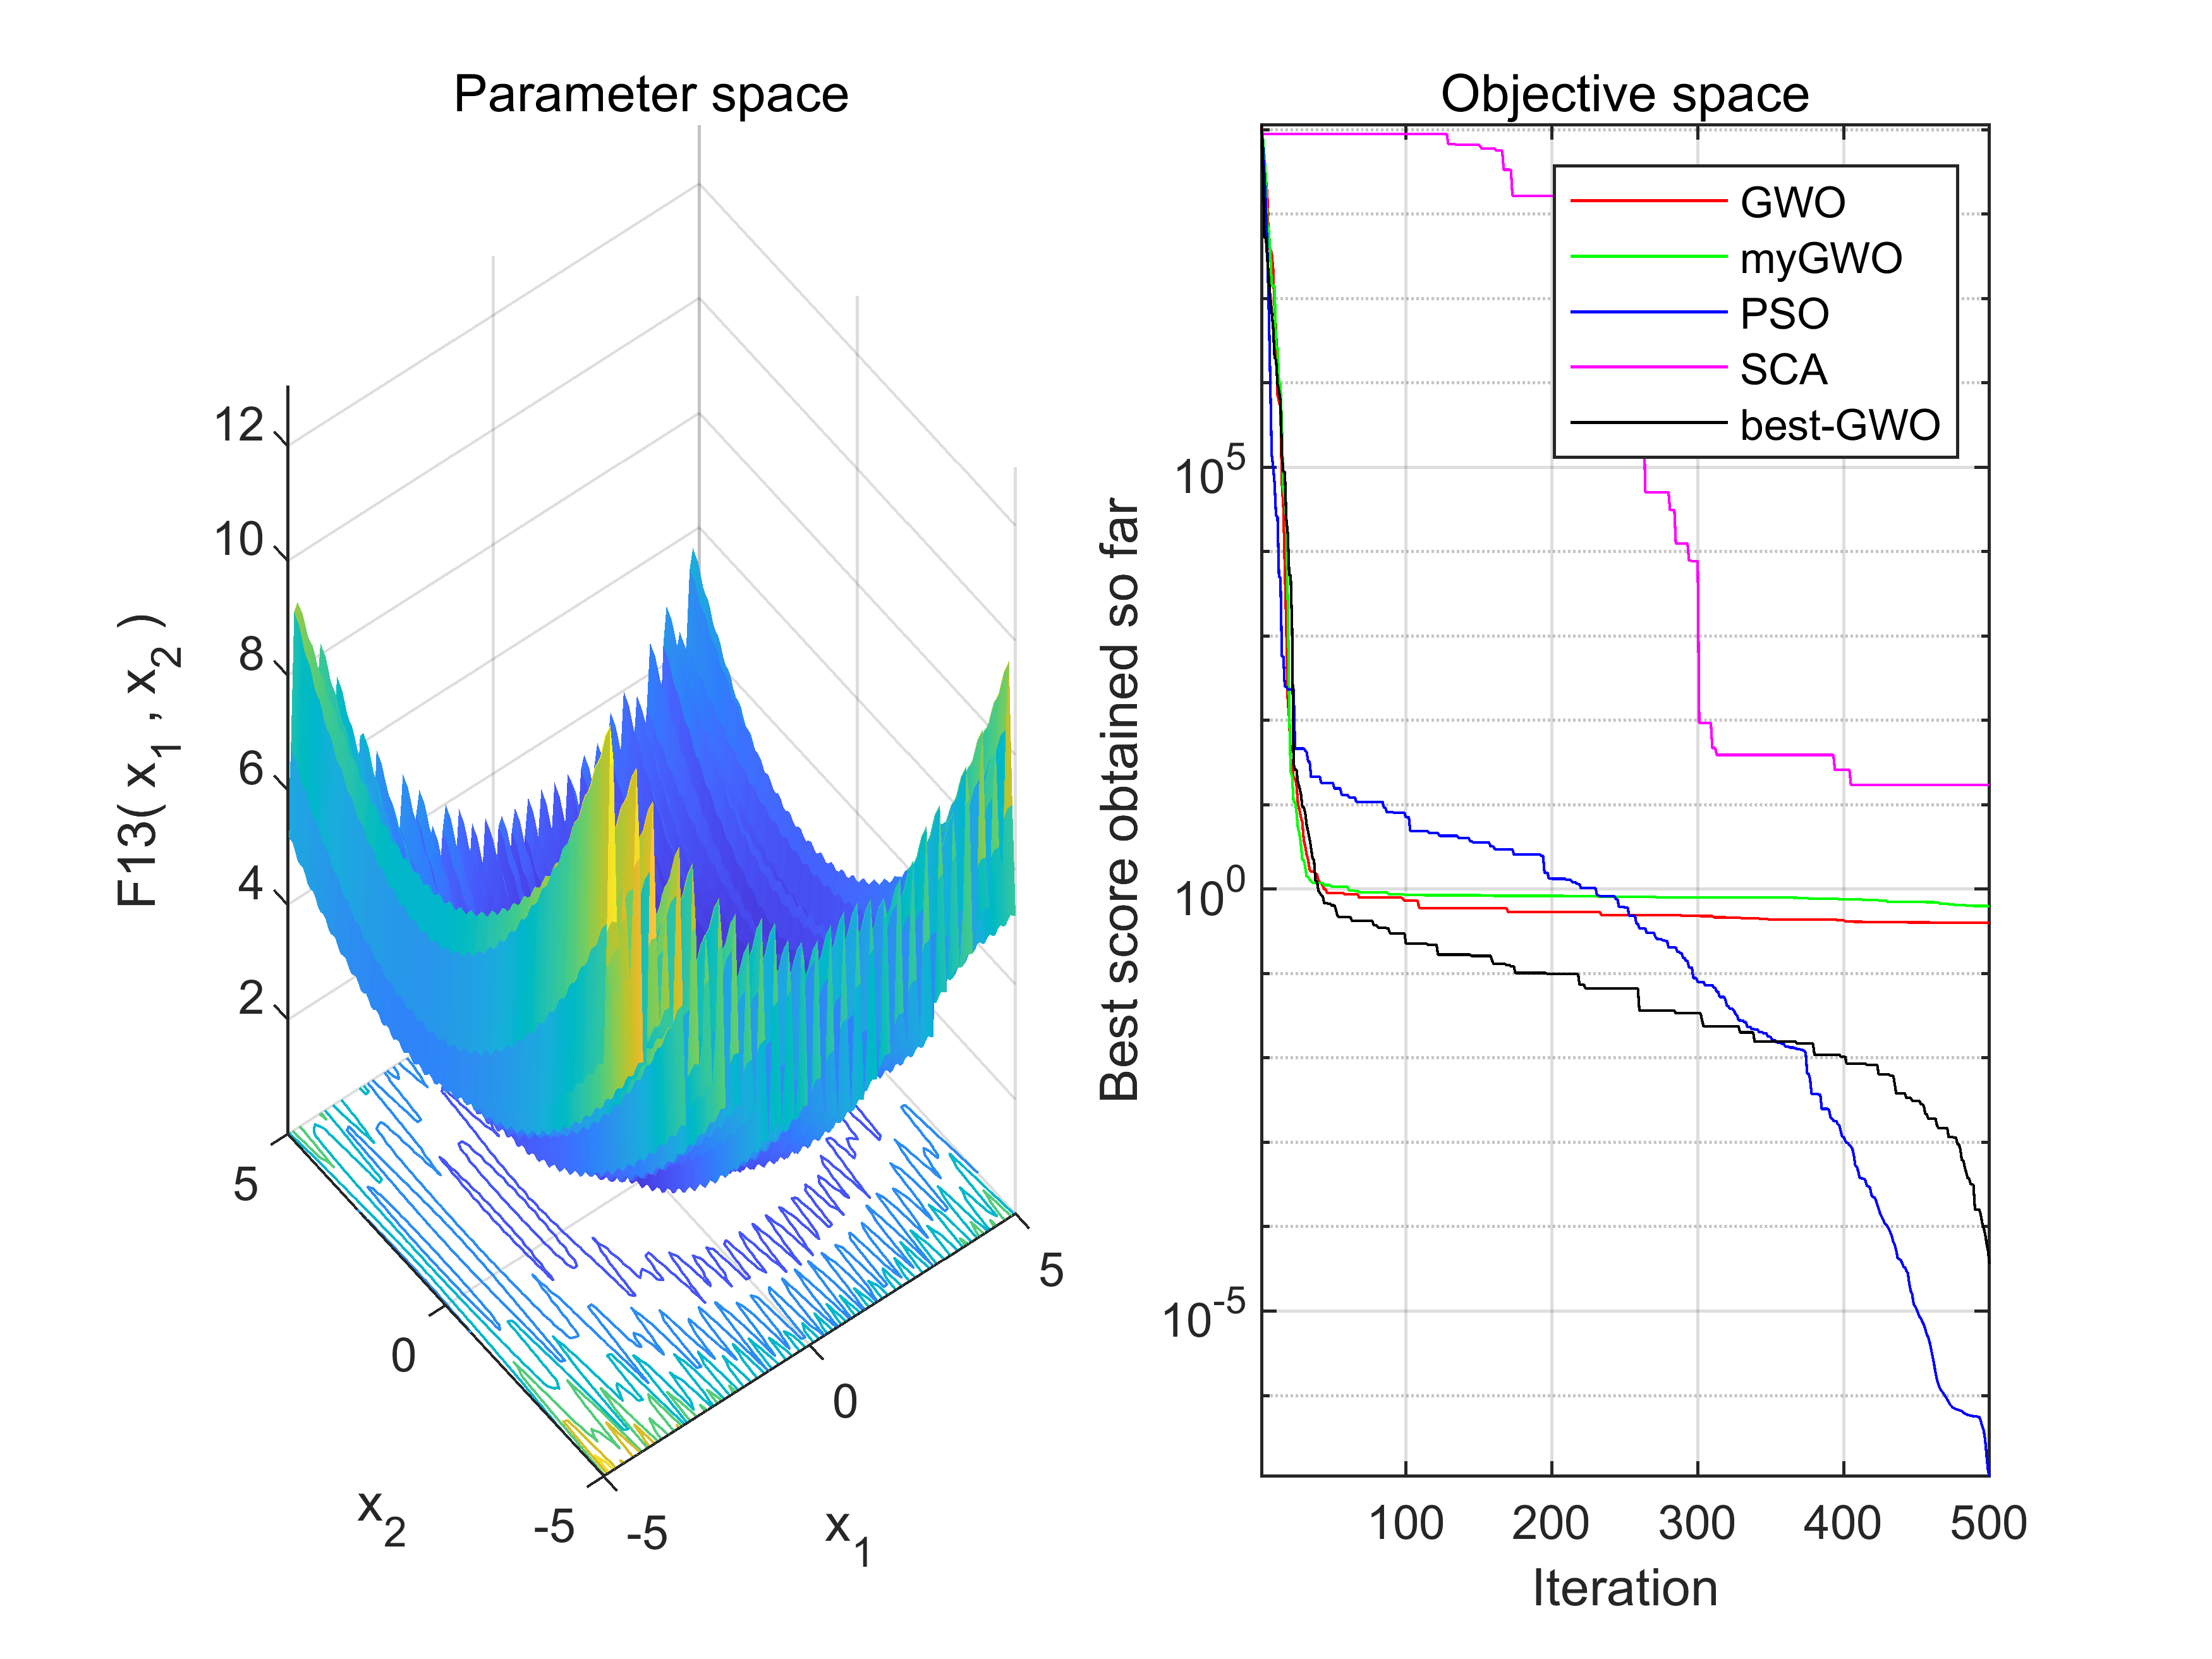 Parameter space
F13( x1 , x2 )
12
10
8
6
4
2
5
0
-5
x2
-5
0
5
x1
Objective space
Best score obtained so far
10^5
10^0
10^-5
GWO
myGWO
PSO
SCA
best-GWO
100 200 300 400 500
Iteration